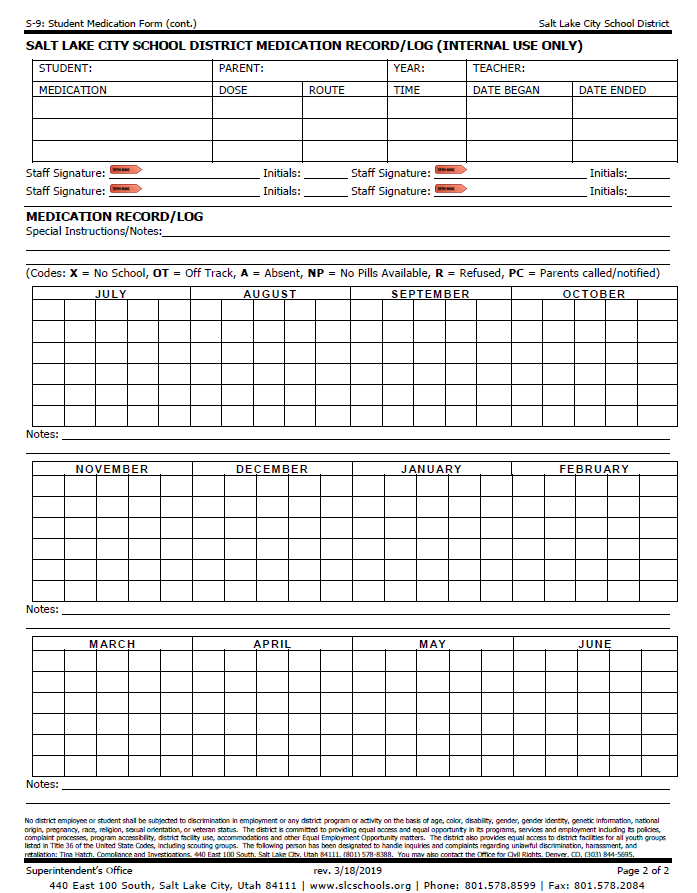 S-9: Student Medication Form (cont.) Salt Lake City School District
SALT LAKE CITY SCHOOL DISTRICT MEDICATION RECORD/LOG (INTERNAL USE ONLY)
STUDENT: PARENT: YEAR: TEACHER:
MEDICATION DOSE ROUTE TIME DATE BEGAN DATE ENDED
Staff Signature: Initials: Staff Signature: Initials:
Staff Signature: Initials: Staff Signature: Initials:
MEDICATION RECORD/LOG
Special Instructions/Notes:
(Codes: X = No School, OT = Off Track, A = Absent, NP = No Pills Available, R = Refused, PC = Parents called/notified)
JULY AUGUST SEPTEMBER OCTOBER
Notes:
NOVEMBER DECEMBER JANUARY FEBRUARY
Notes:
MARCH APRIL MAY JUNE
Notes:
No district employee or student shall be subjected to discrimination in employment or any district program or activity on the basis of age, color, disability, gender, gender identity, genetic information, national
origin, pregnancy, race, religion, sexual orientation, or veteran status. The district is committed to providing equal access and equal opportunity in its programs, services and employment including its policies,
complaint processes, program accessibility, district facility use, accommodations and other Equal Employment Opportunity matters. The district also provides equal access to district facilities for all youth groups
listed in Title 36 of the United States Code, including scouting groups. The following person has been designated to handle inquiries and complaints regarding unlawful discrimination, harassment, and
retaliation: Tina Hatch, Compliance and Investigations, 440 East 100 South, Salt Lake City, Utah 84111, (801) 578-8388. You may also contact the Office for Civil Rights, Denver, CO, (303) 844-5695.
Superintendent's Office rev. 3/18/2019 Page 2 of 2
440 East 100 South, Salt Lake City, Utah 84111 | www.slcschools.org | Phone: 801.578.8599 | Fax: 801.578.2084